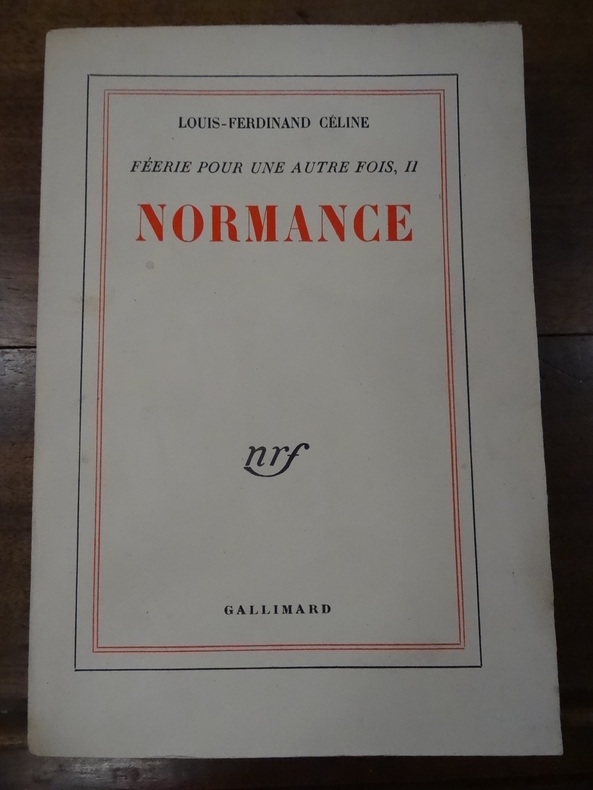 LOUIS-FERDINAND CÉLINE
FÉERIE POUR UNE AUTRE FOIS, II
NORMANCE
nrf
GALLIMARD